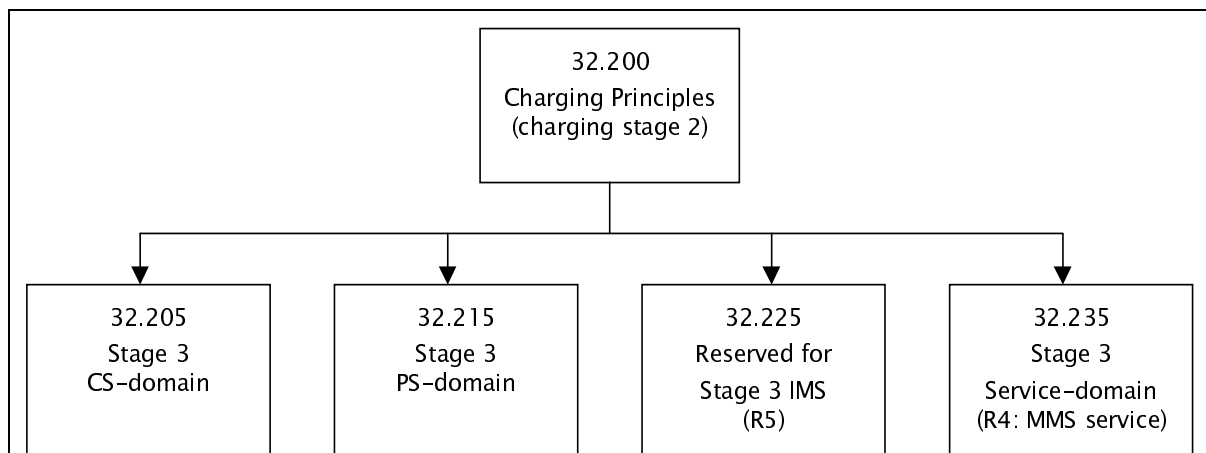 32.200
Charging Principles
(charging stage 2)
32.205
Stage 3
CS-domain
32.215
Stage 3
PS-domain
32.225
Reserved for
Stage 3 IMS
(R5)
32.235
Stage 3
Service-domain
(R4: MMS service)